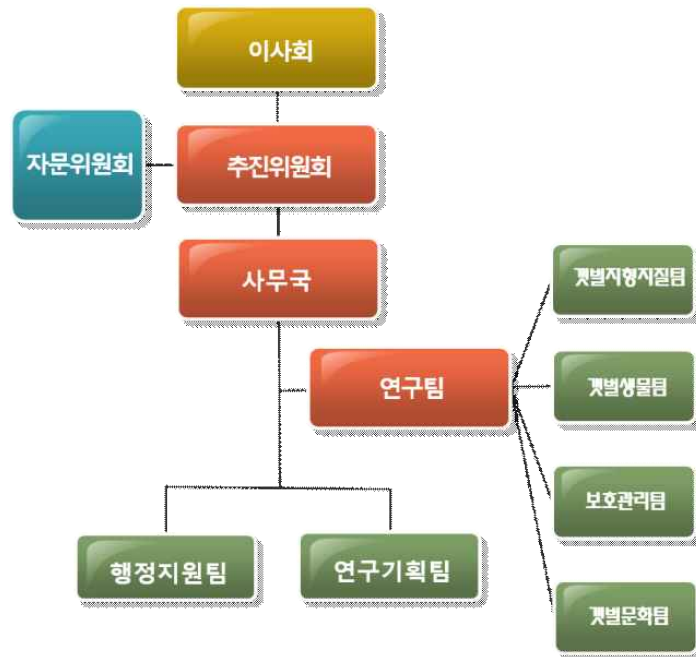 이사회
자문위원회
추진위원회
사무국
갯벌지형지질팀
연구팀
갯벌생물팀
보호관리팀
행정지원팀
연구기획팀
갯벌문화팀